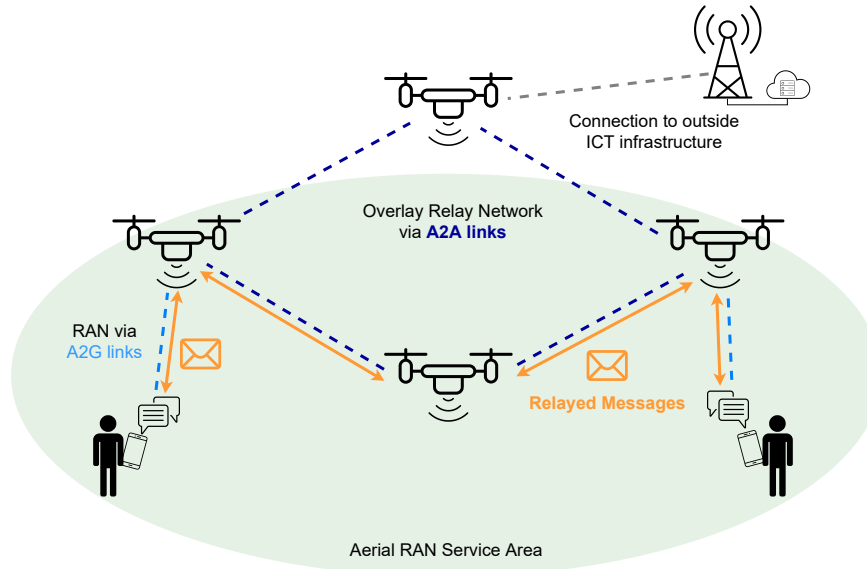 Connection to outside
ICT infrastructure
Overlay Relay Network
via A2A links
RAN via
A2G links
Relayed Messages
Aerial RAN Service Area